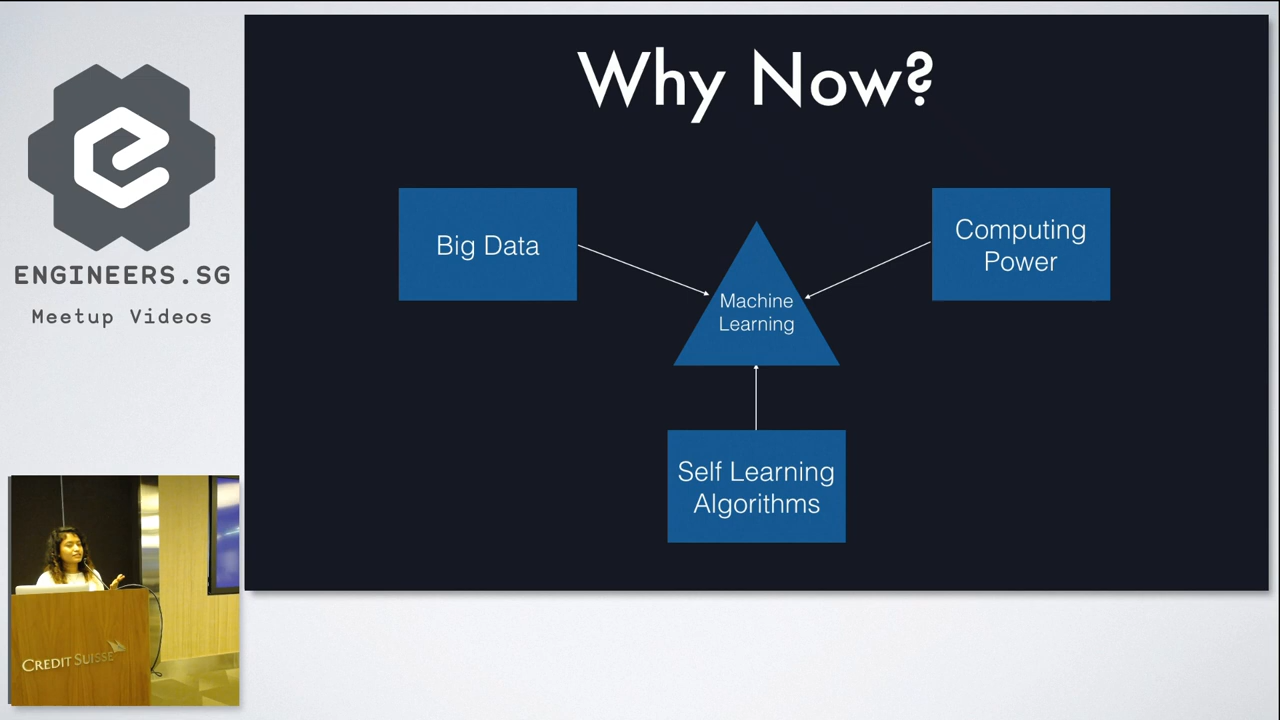 ENGINEERS.SG
Meetup Videos
Why Now?
Big Data
Computing
Power
Machine
Learning
Self Learning
Algorithms
CREDIT SUISSE